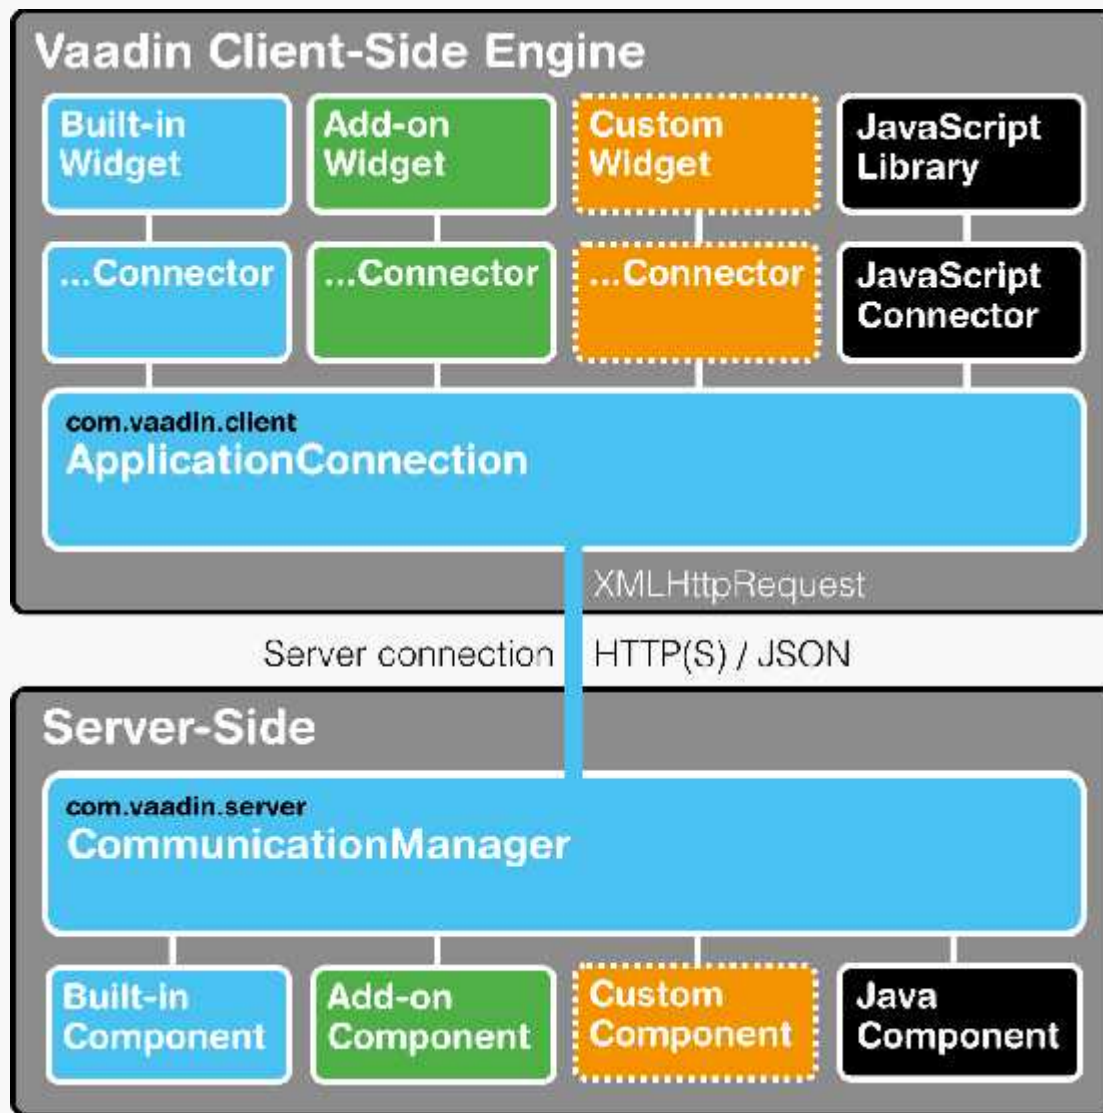 Vaadin Client-Side Engine
Built-in
Widget
Add-on
Widget
Custom
Widget
JavaScript
Library
...Connector
...Connector
...Connector
JavaScript
Connector
com.vaadin.client
ApplicationConnection
XMLHttpRequest
Server connection
HTTP(S) / JSON
Server-Side
com.vaadin.server
CommunicationManager
Built-in
Component
Add-on
Component
Custom
Component
Java
Component